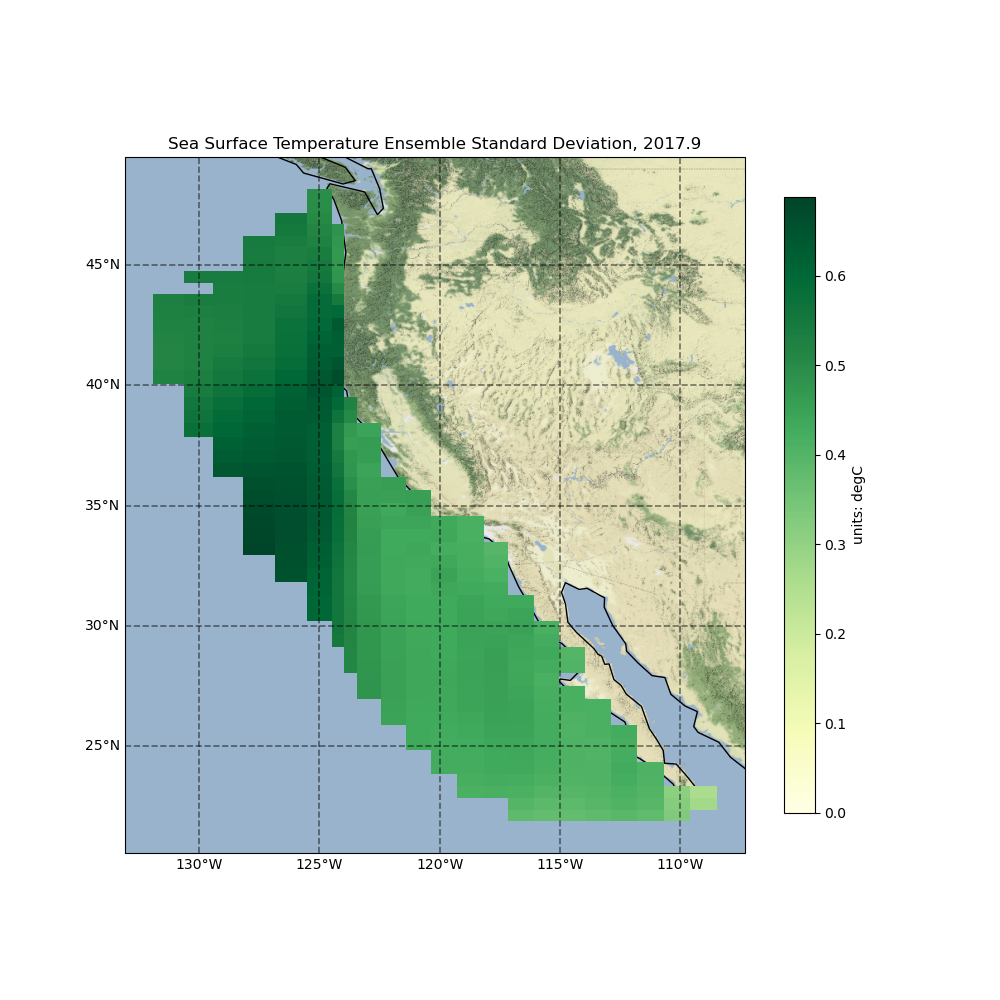 Sea Surface Temperature Ensemble Standard Deviation, 2017.9
45°N
40°N
35°N
30°N
25°N
130°W 125°W 120°W 115°W 110°W
0.6
0.5
0.4
0.3
0.2
0.1
0.0
units: degC